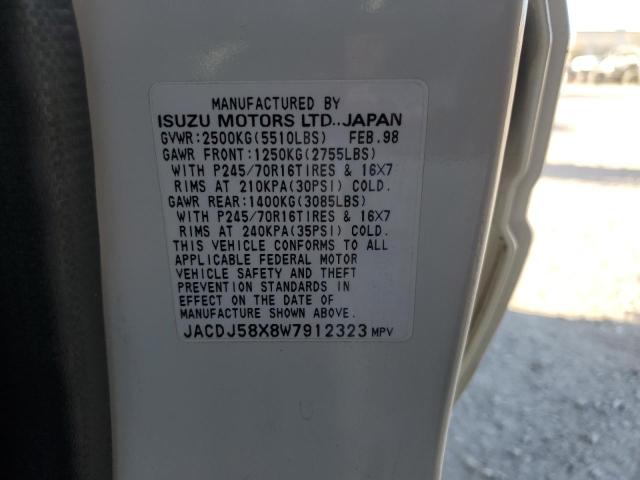 MANUFACTURED BY
ISUZU MOTORS LTD.,JAPAN
GVWR:2500KG(5510LBS) FEB.98
GAWR FRONT:1250KG(2755LBS)
WITH P245/70R16TIRES & 16X7
RIMS AT 210KPA(30PSI) COLD.
GAWR REAR:1400KG(3085LBS)
WITH P245/70R16TIRES & 16X7
RIMS AT 240KPA(35PSI) COLD.
THIS VEHICLE CONFORMS TO ALL
APPLICABLE FEDERAL MOTOR
VEHICLE SAFETY AND THEFT
PREVENTION STANDARDS IN
EFFECT ON THE DATE OF
MANUFACTURE SHOWN ABOVE.
JACDJ58X8W7912323 MPV